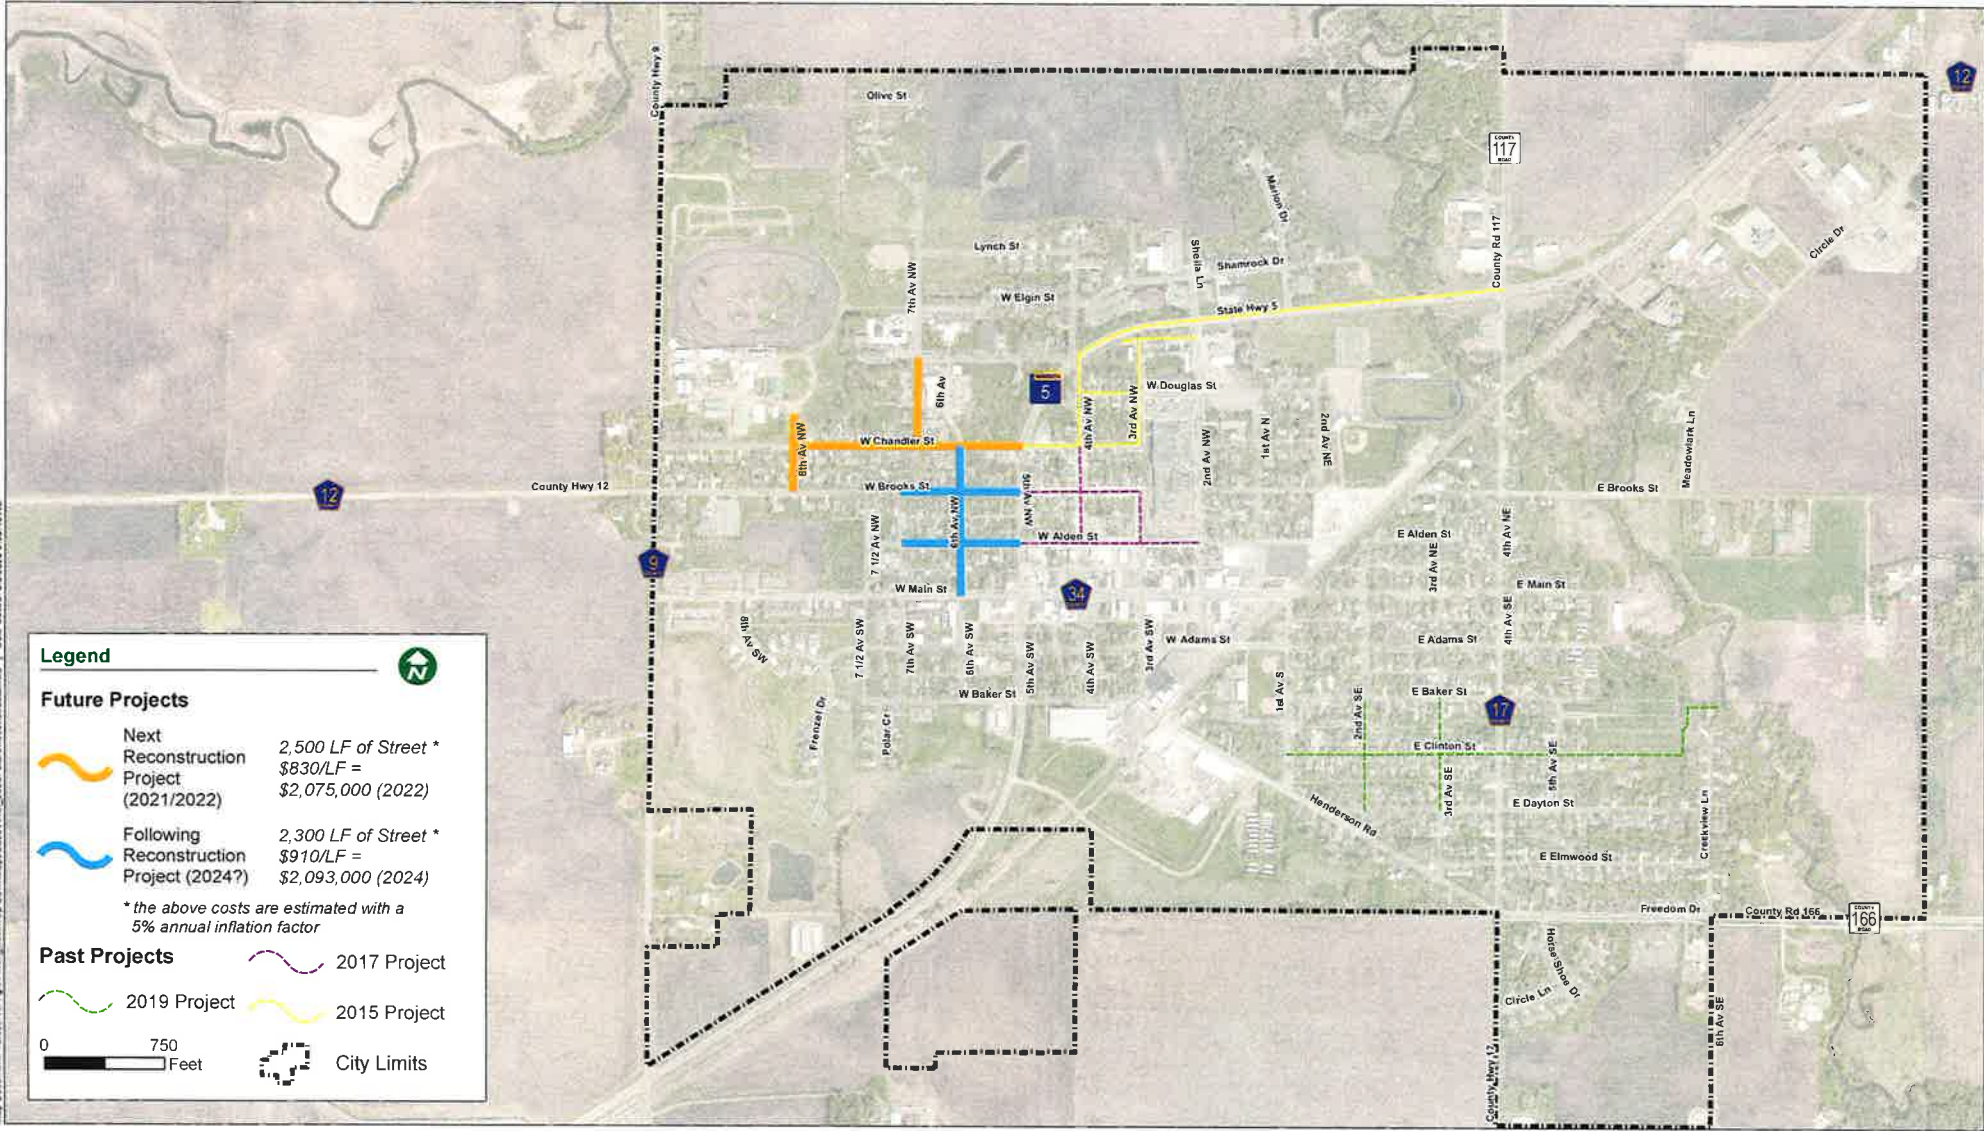 County Hwy 9
Olive St
12
COUNTY
117
ROAD
Marion Dr
Lynch St
Sheila Ln
Shamrock Dr
County Rd 117
Circle Dr
7th Av NW
W Elgin St
State Hwy 5
6th Av
5
W Douglas St
4th Av NW
3rd Av NW
8th Av NW
W Chandler St
2nd Av NW
1st Av N
2nd Av NE
Meadowlark Ln
12
County Hwy 12
W Brooks St
5th Av NW
E Brooks St
6th Av NW
7 1/2 Av NW
W Alden St
E Alden St
3rd Av NE
4th Av NE
9
W Main St
34
E Main St
8th Av SW
7 1/2 Av SW
7th Av SW
6th Av SW
5th Av SW
4th Av SW
3rd Av SW
W Adams St
E Adams St
4th Av SE
W Baker St
1st Av S
2nd Av SE
E Baker St
17
Frenzel Dr
Polar Cr
E Clinton St
3rd Av SE
5th Av SE
Henderson Rd
E Dayton St
Creekview Ln
E Elmwood St
Freedom Dr
County Rd 166
COUNTY
166
ROAD
Horse Shoe Dr
Circle Ln
6th Av SE
County Hwy 17
Legend
N
Future Projects
Next
Reconstruction
Project
(2021/2022)
2,500 LF of Street *
$830/LF =
$2,075,000 (2022)
Following
Reconstruction
Project (2024?)
2,300 LF of Street *
$910/LF =
$2,093,000 (2024)
* the above costs are estimated with a
5% annual inflation factor
Past Projects
2017 Project
2019 Project
2015 Project
0 750
Feet
City Limits